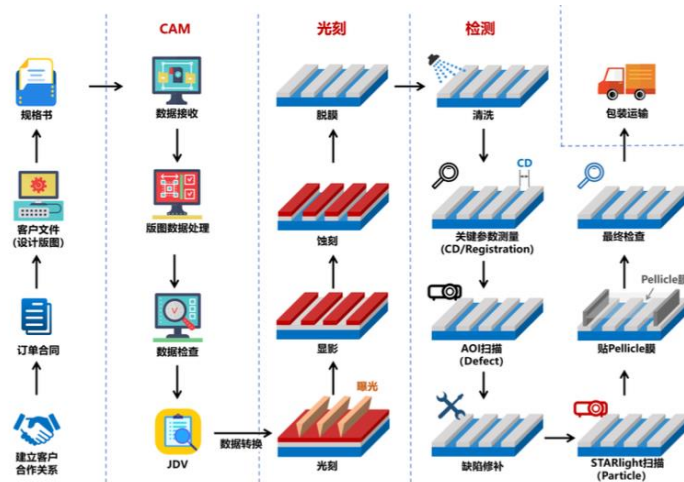 CAM
光刻
检测
规格书
客户文件
(设计版图)
订单合同
建立客户
合作关系
数据接收
版图数据处理
数据检查
JDV
数据转换
脱膜
蚀刻
显影
曝光
光刻
清洗
CD
关键参数测量
(CD/Registration)
AOI扫描
(Defect)
缺陷修补
包装运输
最终检查
Pellicle膜
贴Pellicle膜
STARlight扫描
(Particle)